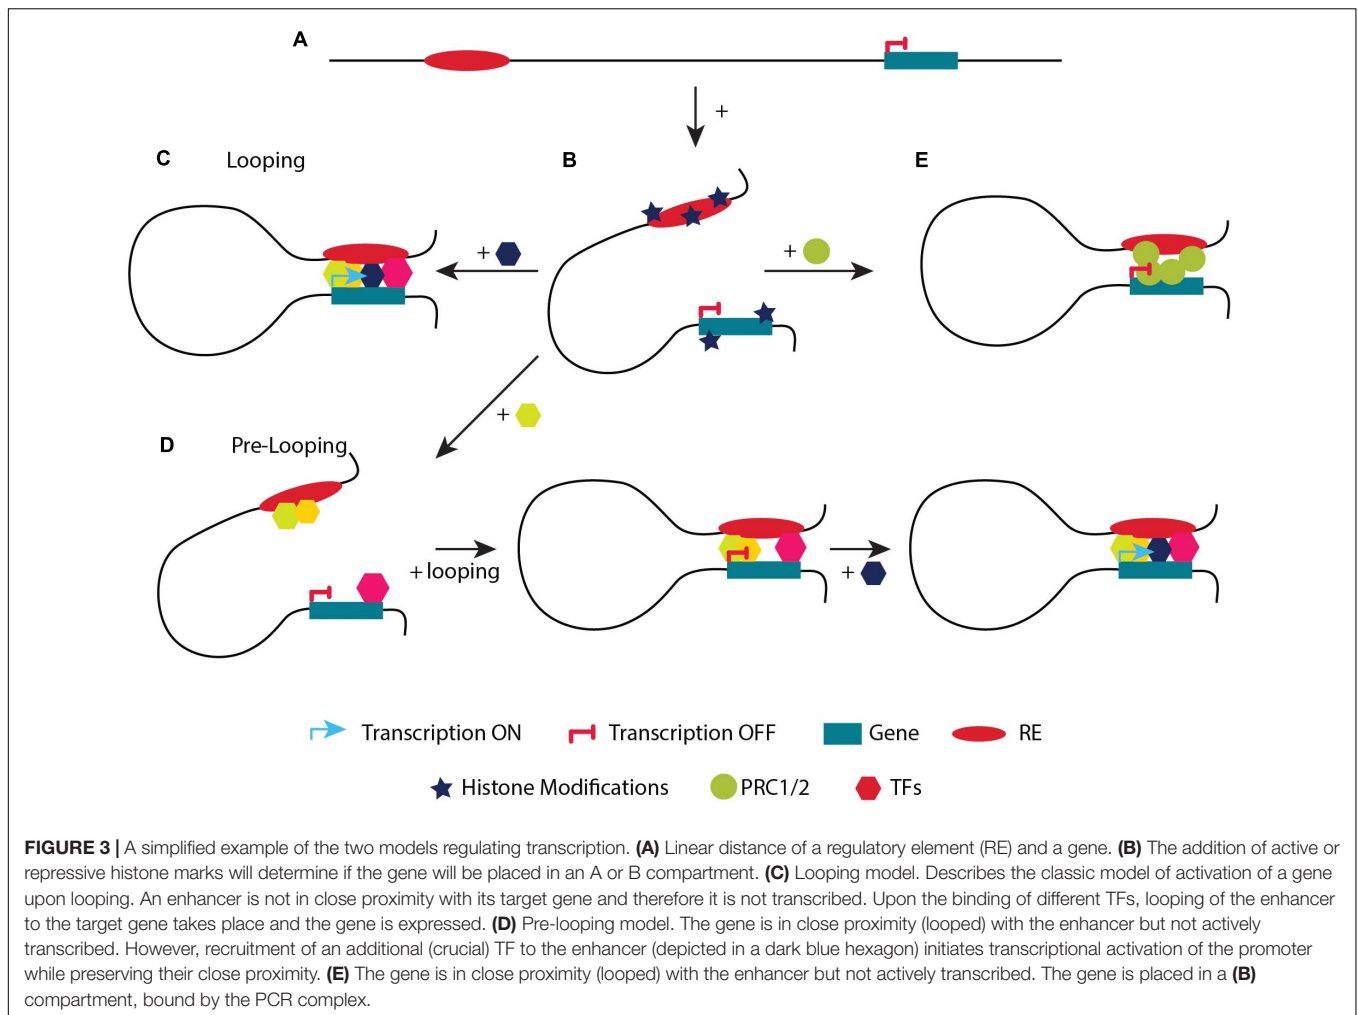 A
+
C Looping
B
E
+
+
+
D Pre-Looping
+ looping
+
Transcription ON
Transcription OFF
Gene
RE
Histone Modifications
PRC1/2
TFs
FIGURE 3 | A simplified example of the two models regulating transcription. (A) Linear distance of a regulatory element (RE) and a gene. (B) The addition of active or
repressive histone marks will determine if the gene will be placed in an A or B compartment. (C) Looping model. Describes the classic model of activation of a gene
upon looping. An enhancer is not in close proximity with its target gene and therefore it is not transcribed. Upon the binding of different TFs, looping of the enhancer
to the target gene takes place and the gene is expressed. (D) Pre-looping model. The gene is in close proximity (looped) with the enhancer but not actively
transcribed. However, recruitment of an additional (crucial) TF to the enhancer (depicted in a dark blue hexagon) initiates transcriptional activation of the promoter
while preserving their close proximity. (E) The gene is in close proximity (looped) with the enhancer but not actively transcribed. The gene is placed in a (B)
compartment, bound by the PCR complex.